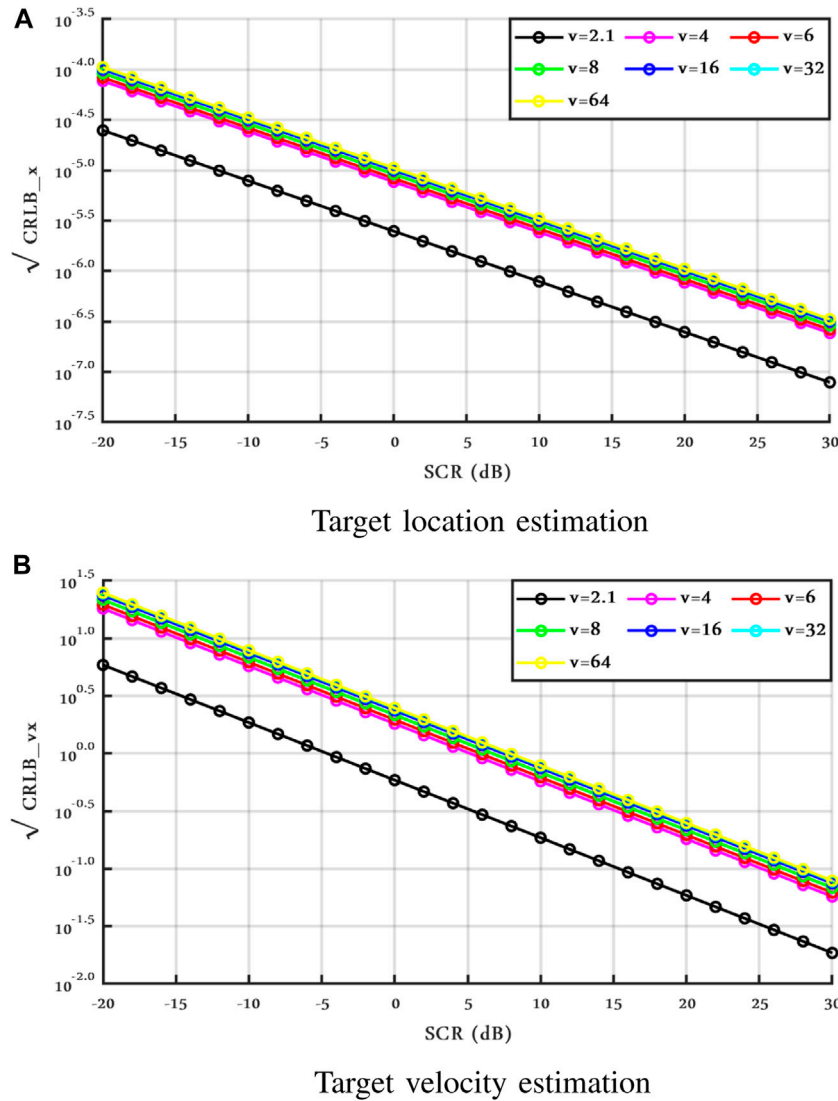 A
10^-3.5
10^-4.0
10^-4.5
10^-5.0
10^-5.5
10^-6.0
10^-6.5
10^-7.0
10^-7.5
√ CRLB_x
v=2.1 v=4 v=6
v=8 v=16 v=32
v=64
-20 -15 -10 -5 0 5 10 15 20 25 30
SCR (dB)
Target location estimation
B
10^1.5
10^1.0
10^0.5
10^0.0
10^-0.5
10^-1.0
10^-1.5
10^-2.0
√ CRLB_vx
v=2.1 v=4 v=6
v=8 v=16 v=32
v=64
-20 -15 -10 -5 0 5 10 15 20 25 30
SCR (dB)
Target velocity estimation